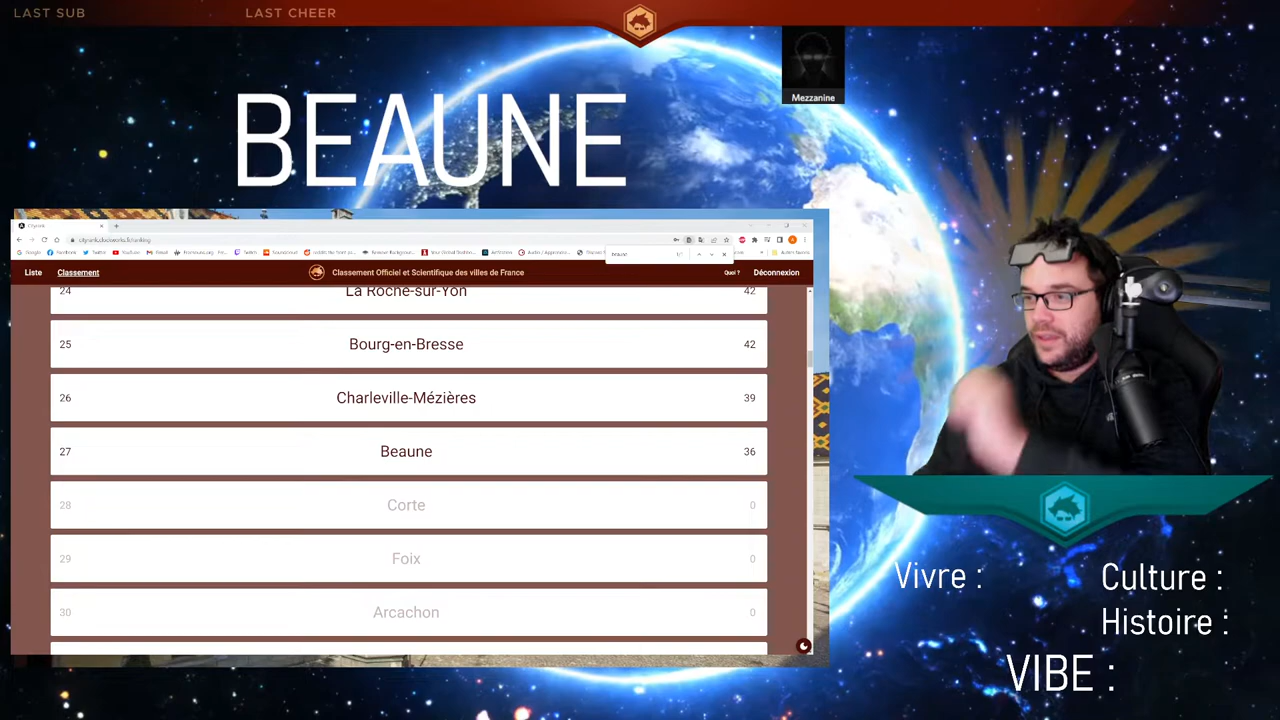 LAST SUB
LAST CHEER
Mezzanine
BEAUNE
beaune
Liste
Classement
Classement Officiel et Scientifique des villes de France
Quoi ?
Déconnexion
24 La Roche-sur-Yon 42
25 Bourg-en-Bresse 42
26 Charleville-Mézières 39
27 Beaune 36
28 Corte 0
29 Foix 0
30 Arcachon 0
Vivre :
Culture :
Histoire :
VIBE :